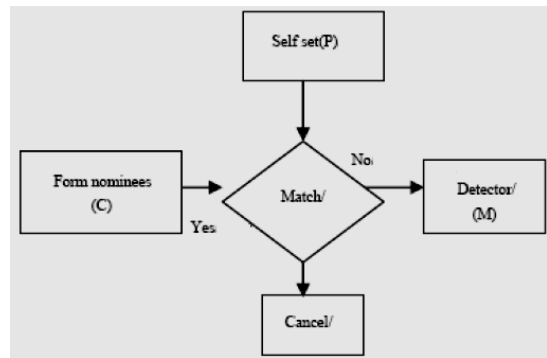 Self set(P)
No/
Form nominees
(C)
Match/
Detector/
(M)
Yes/
Cancel/